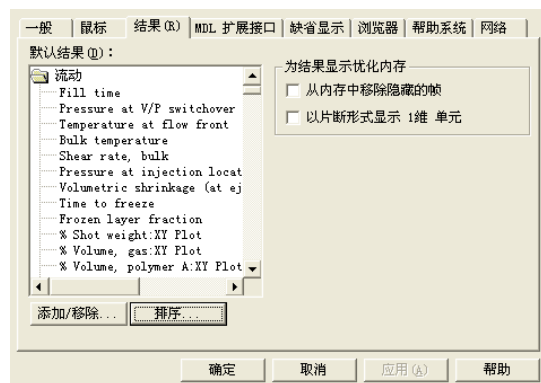 一般 鼠标 结果(R) MDL 扩展接口 缺省显示 浏览器 帮助系统 网络
默认结果(D):
流动
Fill time
Pressure at V/P switchover
Temperature at flow front
Bulk temperature
Shear rate, bulk
Pressure at injection locat
Volumetric shrinkage (at ej
Time to freeze
Frozen layer fraction
% Shot weight:XY Plot
% Volume, gas:XY Plot
% Volume, polymer A:XY Plot
添加/移除... 排序...
为结果显示优化内存
从内存中移除隐藏的帧
以片断形式显示 1维 单元
确定 取消 应用(A) 帮助